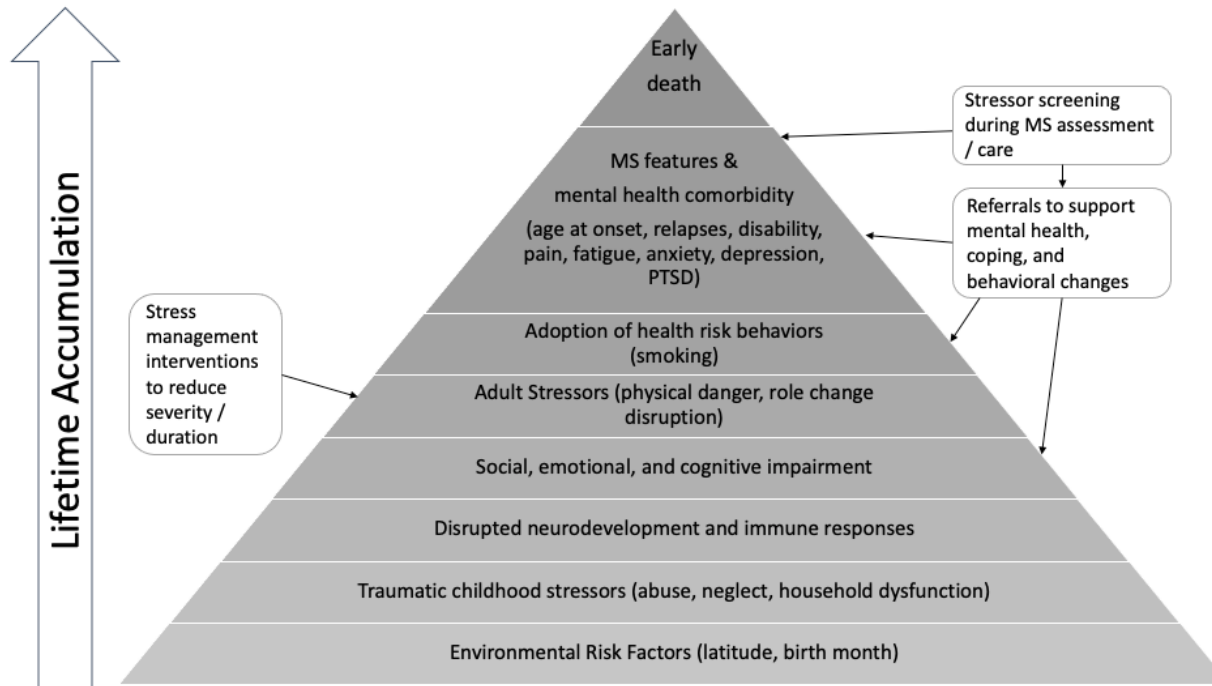 Lifetime Accumulation
Early
death
MS features &
mental health comorbidity
(age at onset, relapses, disability,
pain, fatigue, anxiety, depression,
PTSD)
Adoption of health risk behaviors
(smoking)
Adult Stressors (physical danger, role change
disruption)
Social, emotional, and cognitive impairment
Disrupted neurodevelopment and immune responses
Traumatic childhood stressors (abuse, neglect, household dysfunction)
Environmental Risk Factors (latitude, birth month)
Stress
management
interventions
to reduce
severity /
duration
Stressor screening
during MS assessment
/ care
Referrals to support
mental health,
coping, and
behavioral changes